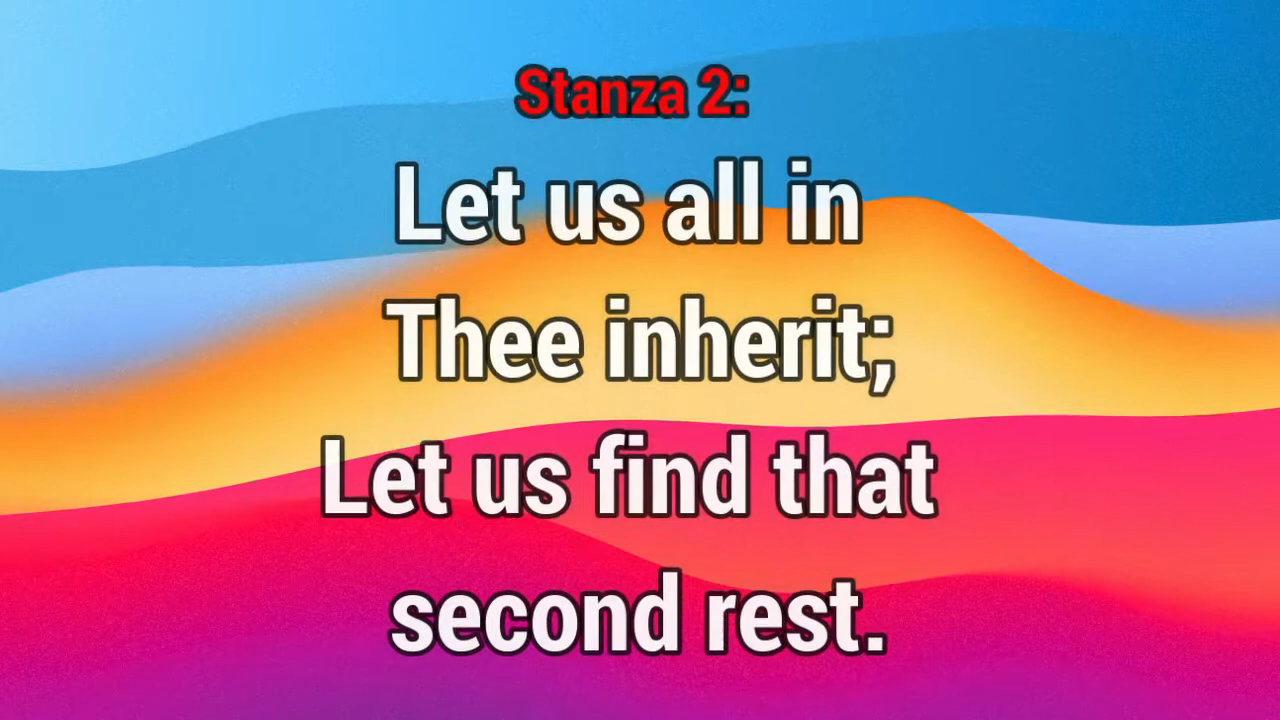 Stanza 2:
Let us all in
Thee inherit;
Let us find that
second rest.